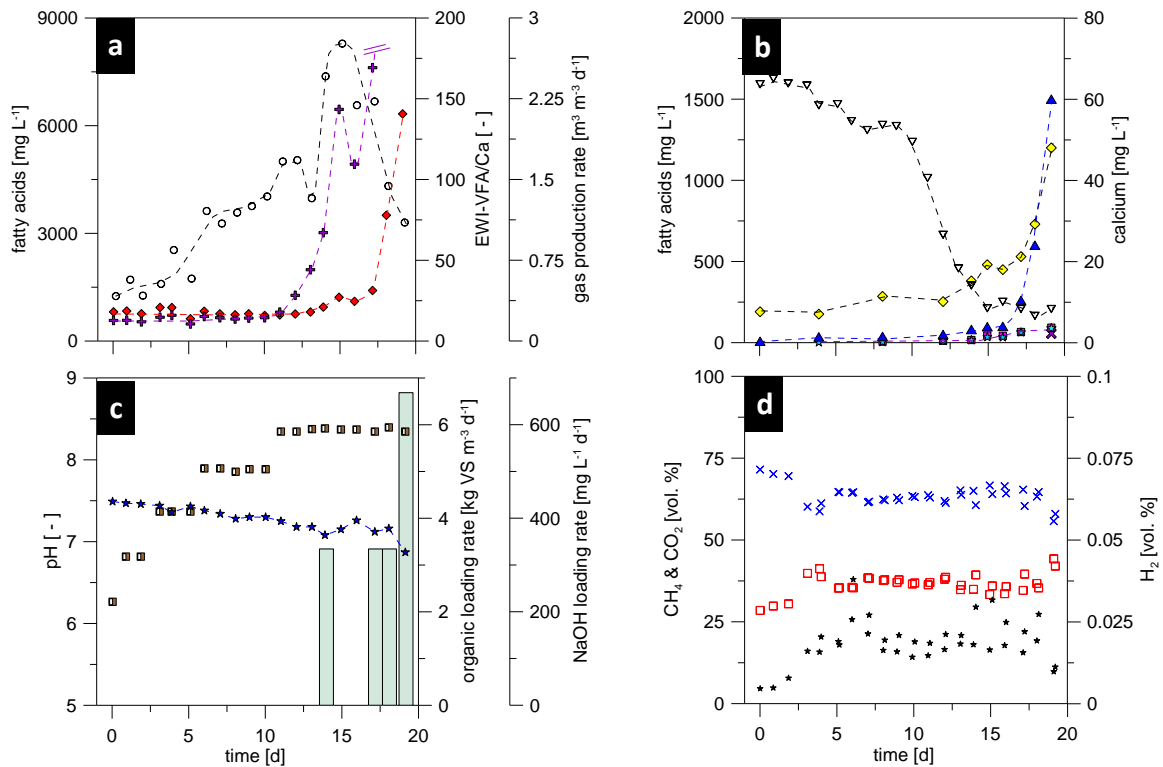 a
9000
6000
3000
0
fatty acids [mg L-1]
200
150
100
50
0
EWI-VFA/Ca [ - ]
3
2.25
1.5
0.75
0
gas production rate [m³ m-3 d-1]
b
2000
1500
1000
500
0
fatty acids [mg L-1]
80
60
40
20
0
calcium [mg L-1]
c
9
8
7
6
5
pH [ - ]
6
4
2
0
organic loading rate [kg VS m-3 d-1]
600
400
200
0
NaOH loading rate [mg L-1 d-1]
0 5 10 15 20
time [d]
d
100
75
50
25
0
CH4 & CO2 [vol. %]
0.1
0.075
0.05
0.025
0
H2 [vol. %]
0 5 10 15 20
time [d]